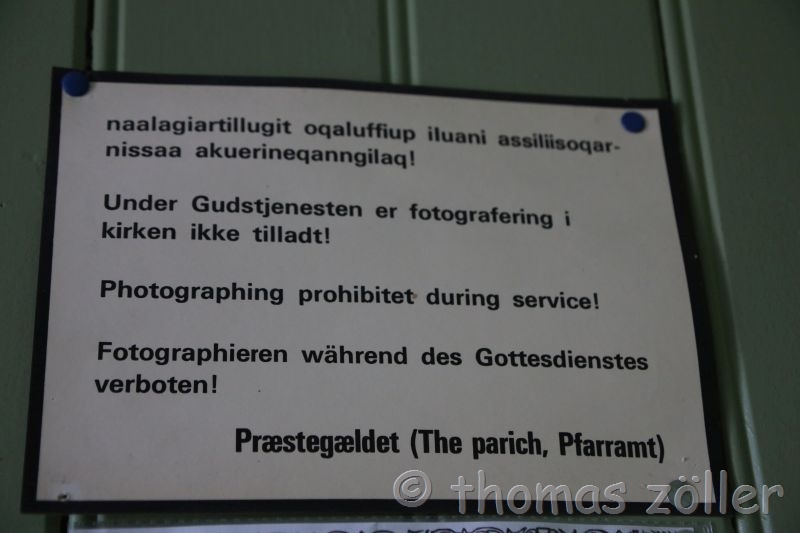 naalagiartillugit oqaluffiup iluani assiliisoqar-
nissaa akuerineqanngilaq!
Under Gudstjenesten er fotografering i
kirken ikke tilladt!
Photographing prohibitet during service!
Fotographieren während des Gottesdienstes
verboten!
Præstegældet (The parich, Pfarramt)
© thomas zöller